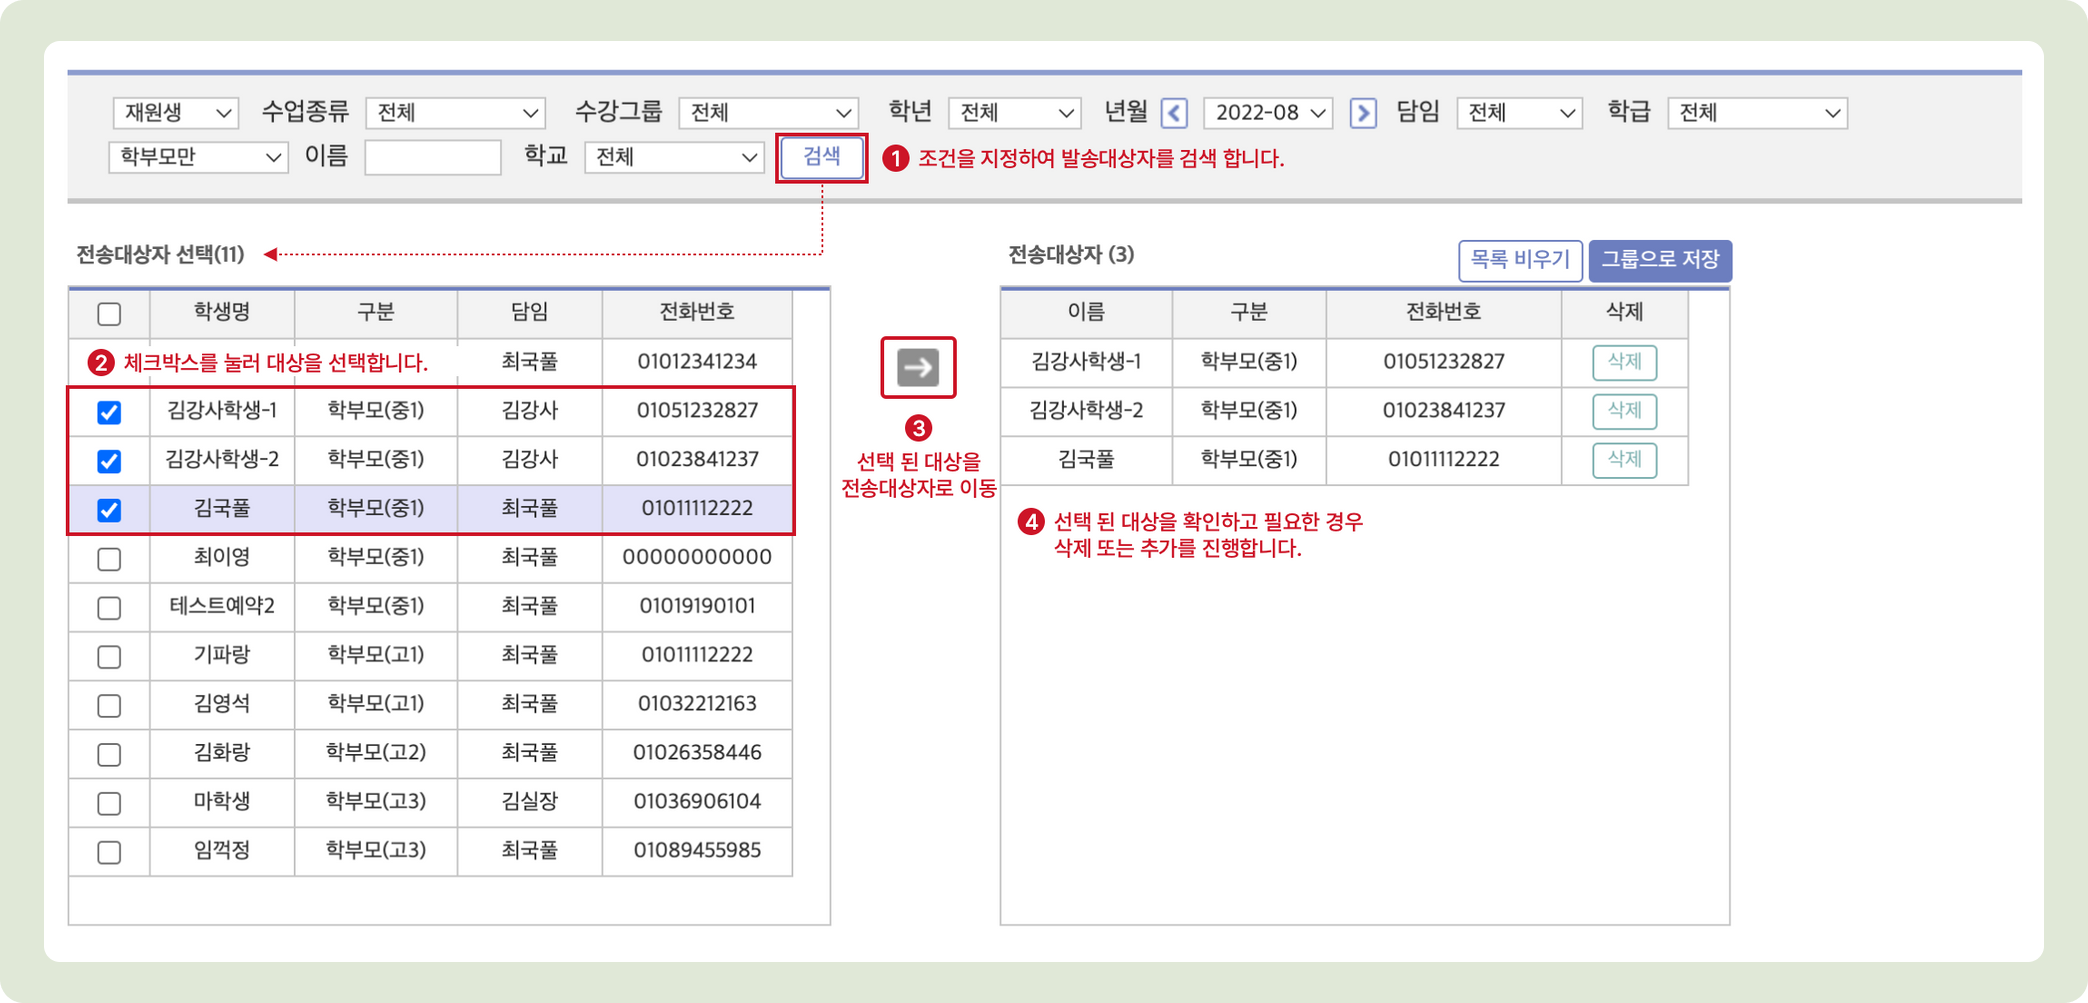 재원생 수업종류 전체 수강그룹 전체 학년 전체 년월 2022-08 담임 전체 학급 전체
학부모만 이름 학교 전체 검색 1 조건을 지정하여 발송대상자를 검색 합니다.
전송대상자 선택(11)
학생명 구분 담임 전화번호
2 체크박스를 눌러 대상을 선택합니다. 최국풀 01012341234
김강사학생-1 학부모(중1) 김강사 01051232827
김강사학생-2 학부모(중1) 김강사 01023841237
김국풀 학부모(중1) 최국풀 01011112222
최이영 학부모(중1) 최국풀 00000000000
테스트예약2 학부모(중1) 최국풀 01019190101
기파랑 학부모(고1) 최국풀 01011112222
김영석 학부모(고1) 최국풀 01032212163
김화랑 학부모(고2) 최국풀 01026358446
마학생 학부모(고3) 김실장 01036906104
임꺽정 학부모(고3) 최국풀 01089455985
3
선택 된 대상을
전송대상자로 이동
전송대상자 (3) 목록 비우기 그룹으로 저장
이름 구분 전화번호 삭제
김강사학생-1 학부모(중1) 01051232827 삭제
김강사학생-2 학부모(중1) 01023841237 삭제
김국풀 학부모(중1) 01011112222 삭제
4 선택 된 대상을 확인하고 필요한 경우
삭제 또는 추가를 진행합니다.